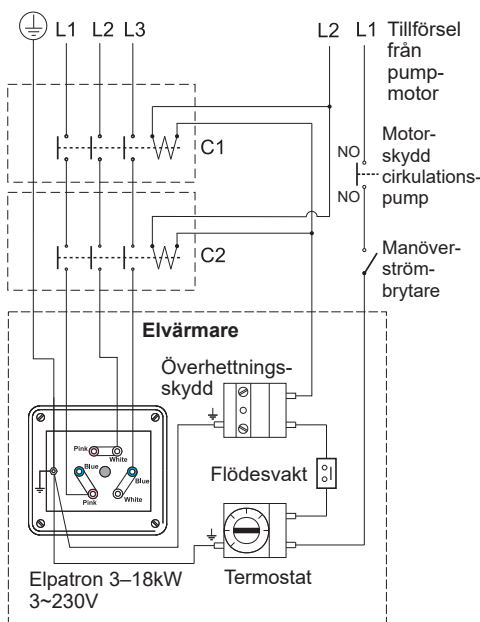 L1 L2 L3
L2 L1
Tillförsel
från
pump-
motor
C1
NO
NO
Motor-
skydd
cirkulations-
pump
C2
Manöver-
ström-
brytare
Elvärmare
Överhettnings-
skydd
Pink
White
Blue
Blue
White
Pink
Flödesvakt
Elpatron 3–18kW
3~230V
Termostat